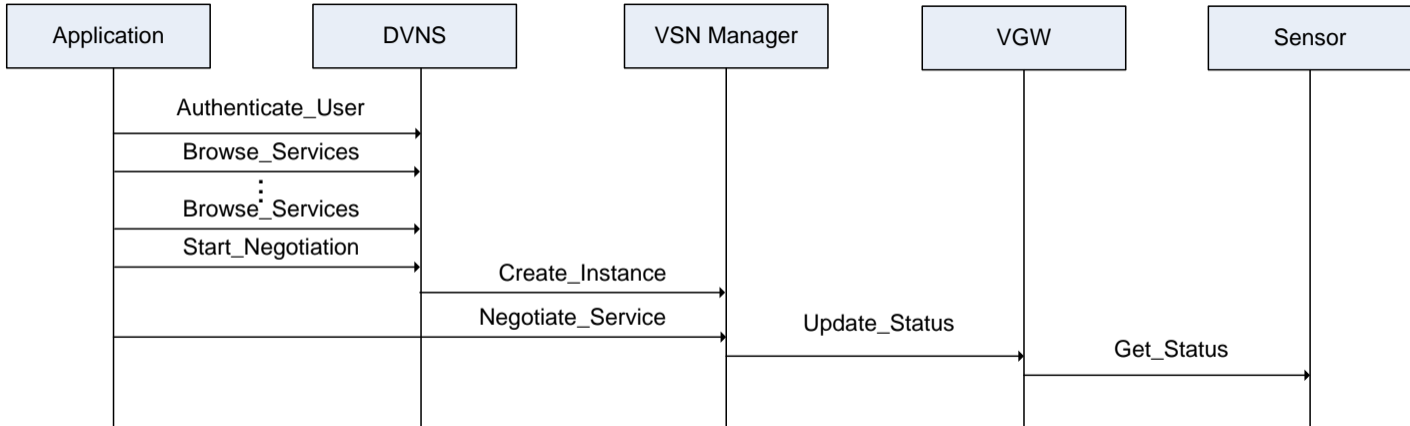 Application
DVNS
VSN Manager
VGW
Sensor
Authenticate_User
Browse_Services
Browse_Services
Start_Negotiation
Create_Instance
Negotiate_Service
Update_Status
Get_Status